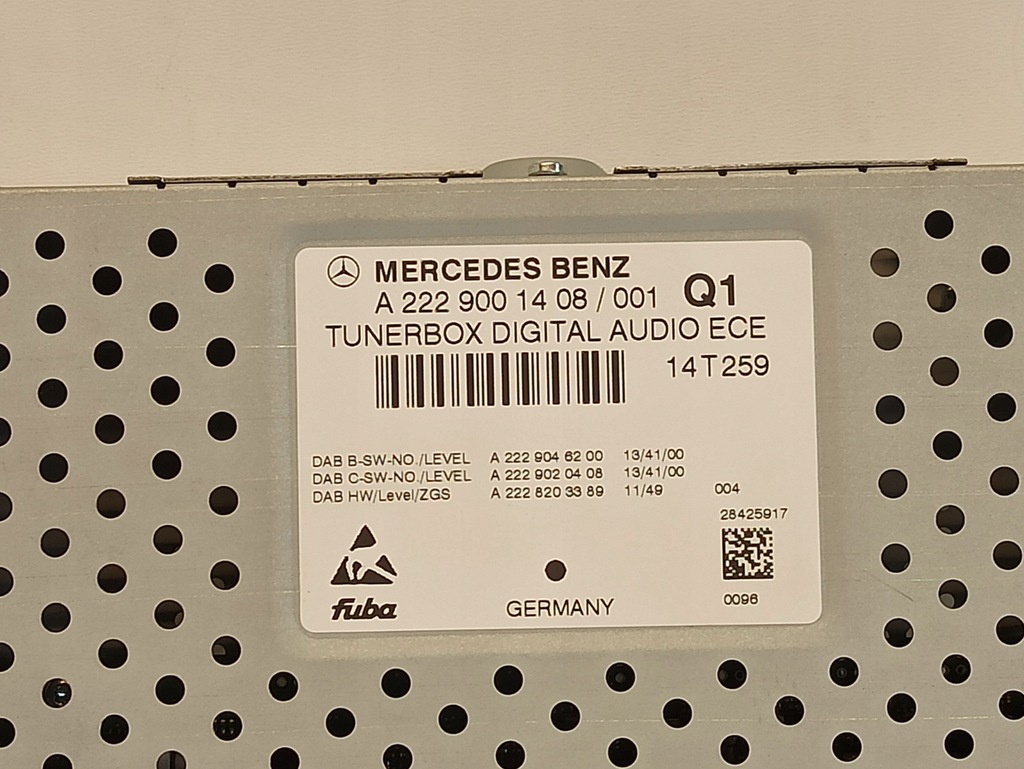 MERCEDES BENZ
A 222 900 14 08 / 001 Q1
TUNERBOX DIGITAL AUDIO ECE
14T259
DAB B-SW-NO./LEVEL A 222 904 62 00 13/41/00
DAB C-SW-NO./LEVEL A 222 902 04 08 13/41/00
DAB HW/Level/ZGS A 222 820 33 89 11/49 004
28425917
fuba
GERMANY
0096